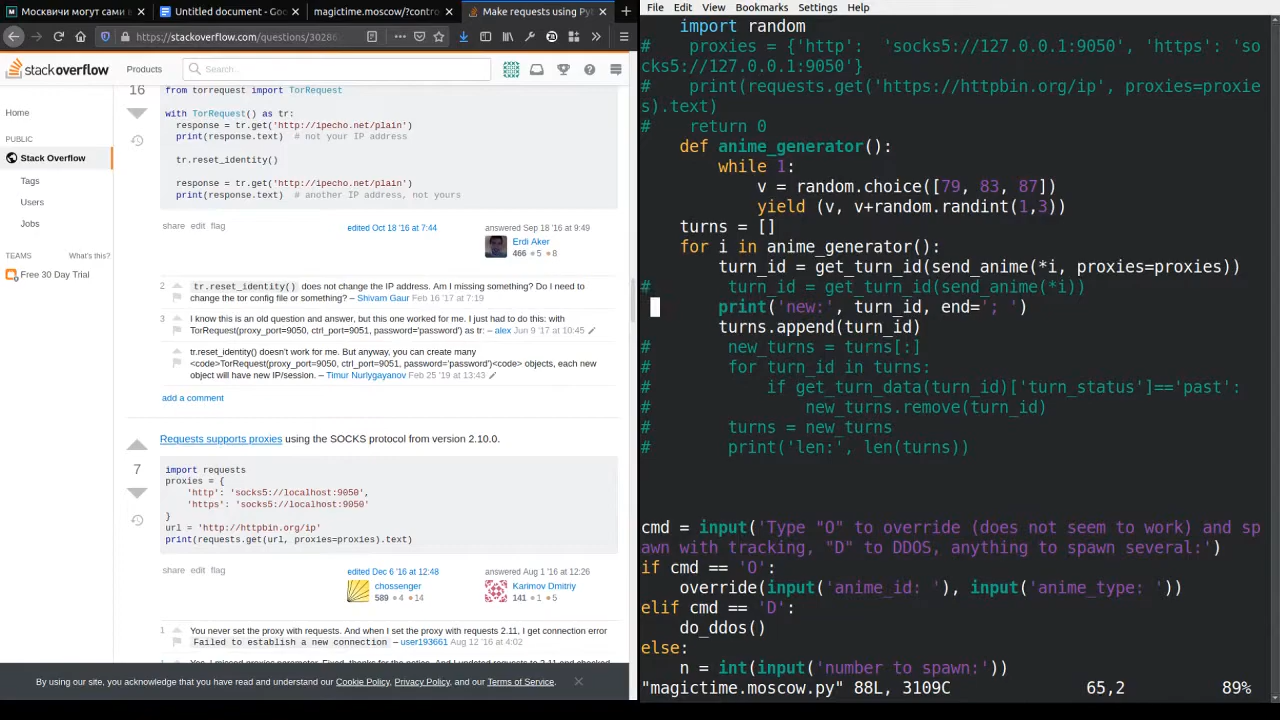 Москвичи могут сами в
Untitled document - Goo
magictime.moscow/?contro
Make requests using Pyt
https://stackoverflow.com/questions/30286
stack overflow
Products
Search...
Home
PUBLIC
Stack Overflow
Tags
Users
Jobs
TEAMS
What's this?
Free 30 Day Trial
16
from torrequest import TorRequest
with TorRequest() as tr:
response = tr.get('http://ipecho.net/plain')
print(response.text) # not your IP address
tr.reset_identity()
response = tr.get('http://ipecho.net/plain')
print(response.text) # another IP address, not yours
share edit flag
edited Oct 18 '16 at 7:44
answered Sep 18 '16 at 9:49
Erdi Aker
466 5 8
2 tr.reset_identity() does not change the IP address. Am I missing something? Do I need to
change the tor config file or something? – Shivam Gaur Feb 16 '17 at 7:19
3 I know this is an old question and answer, but this one worked for me. I just had to do this: with
TorRequest(proxy_port=9050, ctrl_port=9051, password='password') as tr: – alex Jun 9 '17 at 10:45
tr.reset_identity() doesn't work for me. But anyway, you can create many
<code>TorRequest(proxy_port=9050, ctrl_port=9051, password='password')<code> objects, each new
object will have new IP/session. – Timur Nurlygayanov Feb 25 '19 at 13:43
add a comment
Requests supports proxies using the SOCKS protocol from version 2.10.0.
7
import requests
proxies = {
'http': 'socks5://localhost:9050',
'https': 'socks5://localhost:9050'
}
url = 'http://httpbin.org/ip'
print(requests.get(url, proxies=proxies).text)
share edit flag
edited Dec 6 '16 at 12:48
answered Aug 1 '16 at 12:26
chossenger
589 4 14
Karimov Dmitriy
141 1 5
1 You never set the proxy with requests. And when I set the proxy with requests 2.11, I get connection error
Failed to establish a new connection – user193661 Aug 12 '16 at 4:02
By using our site, you acknowledge that you have read and understand our Cookie Policy, Privacy Policy, and our Terms of Service.
File Edit View Bookmarks Settings Help
import random
# proxies = {'http': 'socks5://127.0.0.1:9050', 'https': 'so
cks5://127.0.0.1:9050'}
# print(requests.get('https://httpbin.org/ip', proxies=proxie
s).text)
# return 0
def anime_generator():
while 1:
v = random.choice([79, 83, 87])
yield (v, v+random.randint(1,3))
turns = []
for i in anime_generator():
turn_id = get_turn_id(send_anime(*i, proxies=proxies))
# turn_id = get_turn_id(send_anime(*i))
print('new:', turn_id, end='; ')
turns.append(turn_id)
# new_turns = turns[:]
# for turn_id in turns:
# if get_turn_data(turn_id)['turn_status']=='past':
# new_turns.remove(turn_id)
# turns = new_turns
# print('len:', len(turns))
cmd = input('Type "O" to override (does not seem to work) and sp
awn with tracking, "D" to DDOS, anything to spawn several:')
if cmd == 'O':
override(input('anime_id: '), input('anime_type: '))
elif cmd == 'D':
do_ddos()
else:
n = int(input('number to spawn:'))
"magictime.moscow.py" 88L, 3109C 65,2 89%